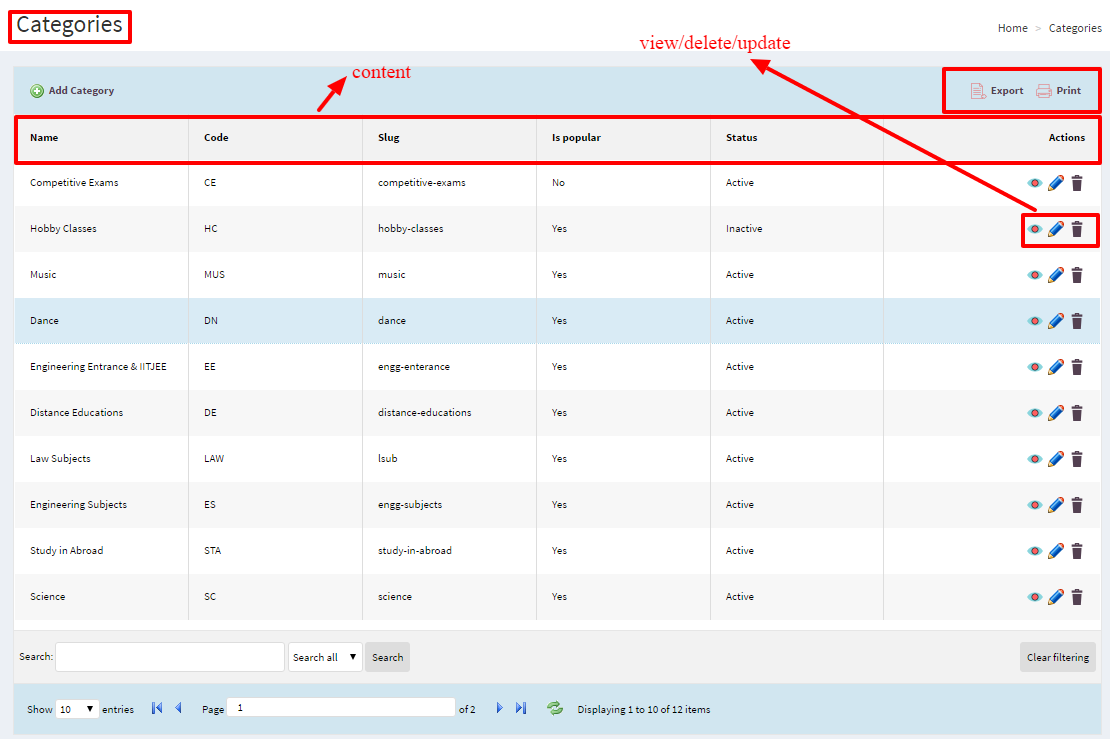 Categories
Home > Categories
view/delete/update
content
Add Category
Export Print
Name Code Slug Is popular Status Actions
Competitive Exams CE competitive-exams No Active
Hobby Classes HC hobby-classes Yes Inactive
Music MUS music Yes Active
Dance DN dance Yes Active
Engineering Entrance & IITJEE EE engg-enterance Yes Active
Distance Educations DE distance-educations Yes Active
Law Subjects LAW lsub Yes Active
Engineering Subjects ES engg-subjects Yes Active
Study in Abroad STA study-in-abroad Yes Active
Science SC science Yes Active
Search: Search all Search Clear filtering
Show 10 entries Page 1 of 2 Displaying 1 to 10 of 12 items